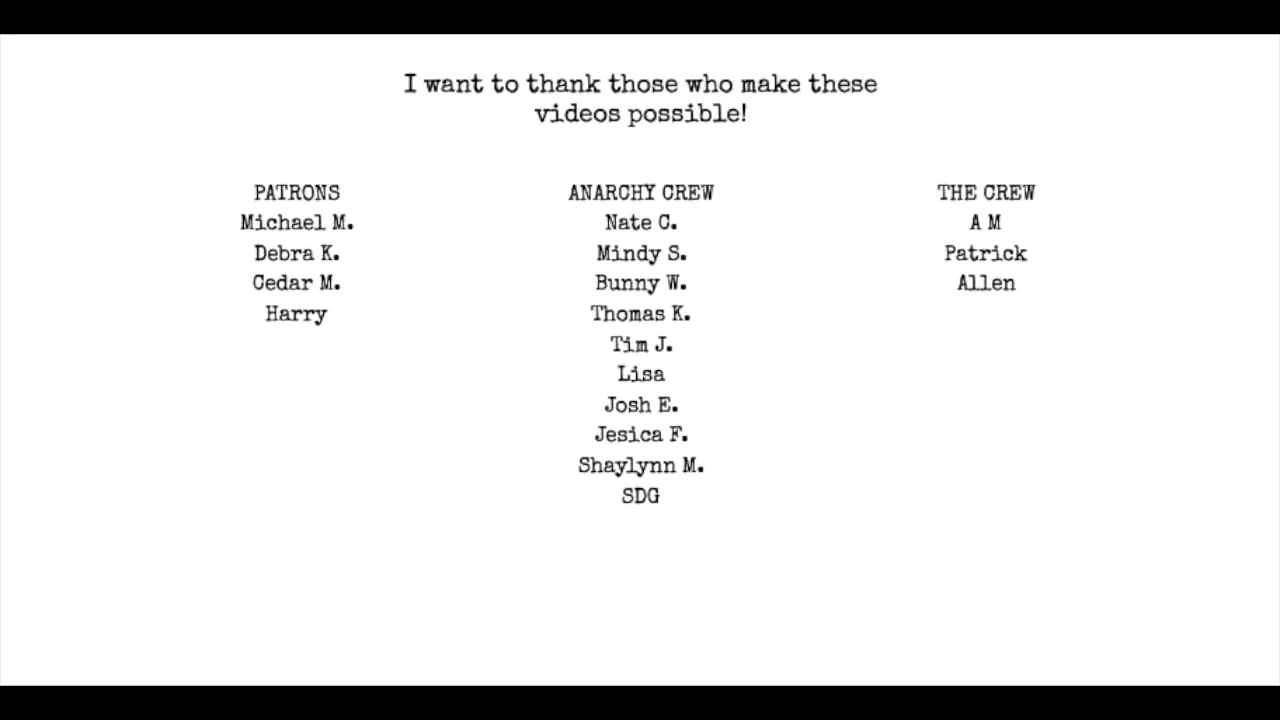 I want to thank those who make these
videos possible!
PATRONS
Michael M.
Debra K.
Cedar M.
Harry
ANARCHY CREW
Nate C.
Mindy S.
Bunny W.
Thomas K.
Tim J.
Lisa
Josh E.
Jesica F.
Shaylynn M.
SDG
THE CREW
A M
Patrick
Allen